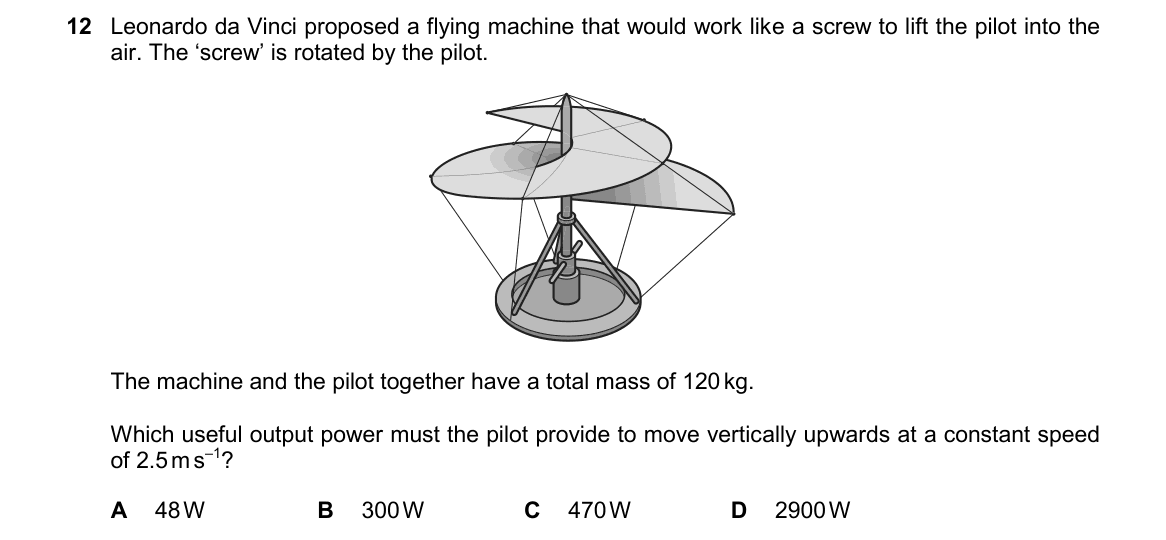 12 Leonardo da Vinci proposed a flying machine that would work like a screw to lift the pilot into the
air. The ‘screw’ is rotated by the pilot.
The machine and the pilot together have a total mass of 120 kg.
Which useful output power must the pilot provide to move vertically upwards at a constant speed
of 2.5 m s⁻¹?
A 48 W B 300 W C 470 W D 2900 W